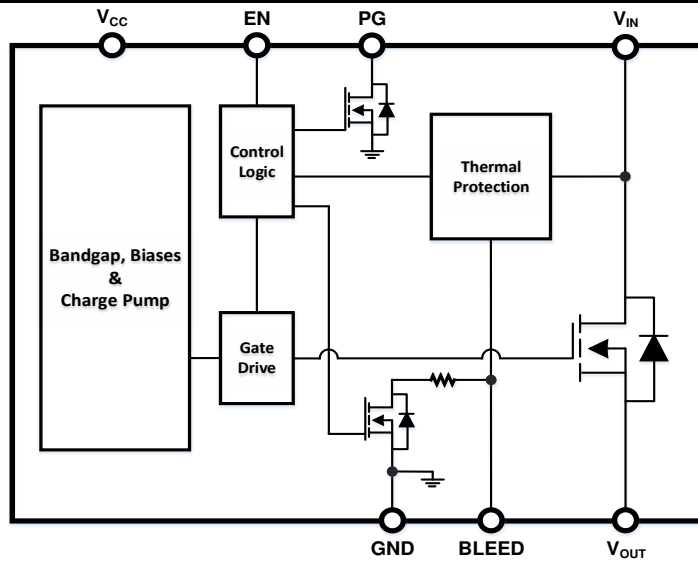 VCC EN PG VIN
Control
Logic
Thermal
Protection
Bandgap, Biases
&
Charge Pump
Gate
Drive
GND BLEED VOUT